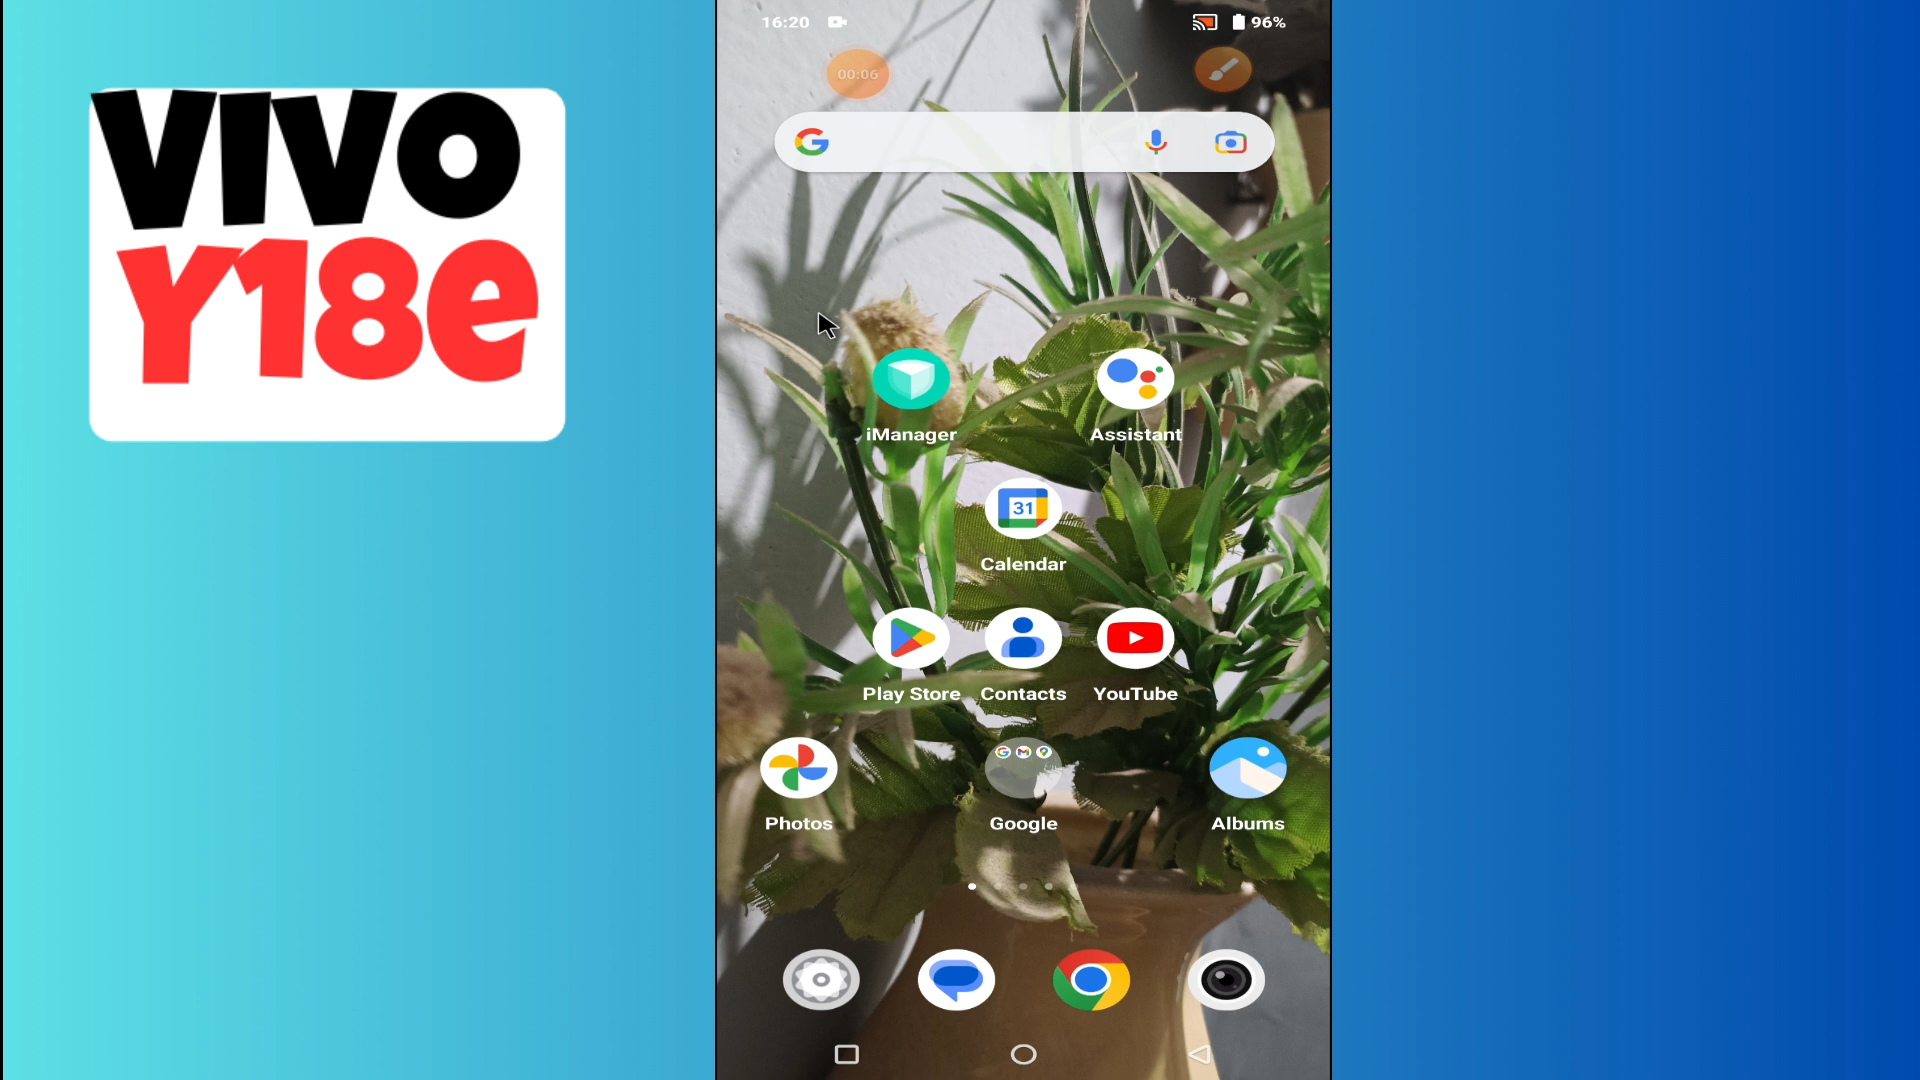 VIVO
Y18e
16:20
96%
00:06
iManager
Assistant
31
Calendar
Play Store
Contacts
YouTube
Photos
Google
Albums